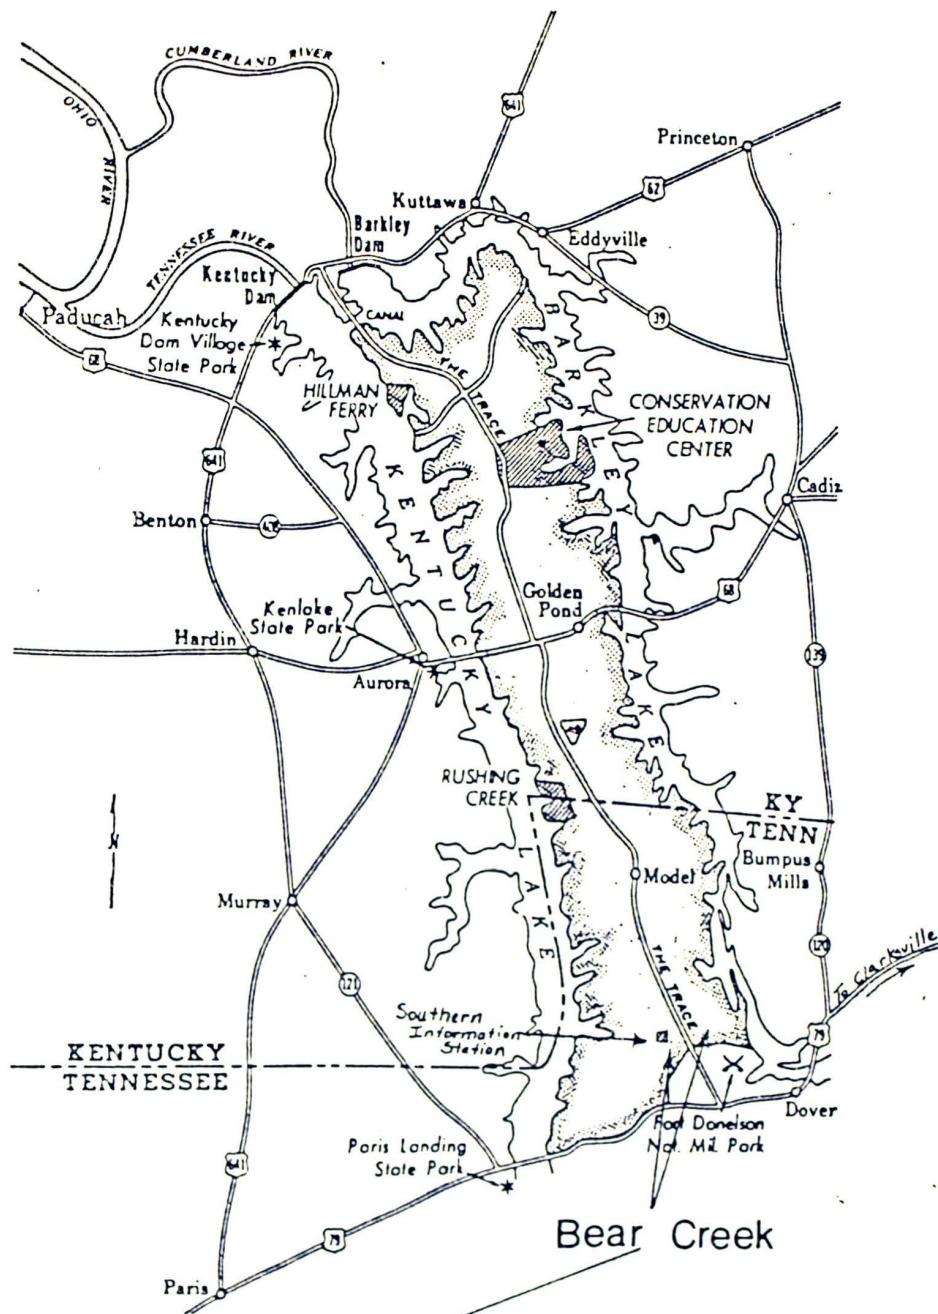 CUMBERLAND RIVER
OHIO
RIVER
641
Princeton
62
Kuttawa
Barkley
Dam
Eddyville
TENNESSEE RIVER
Kentucky
Dam
CANAL
Paducah
Kentucky
Dam Village
State Park
39
THE
TRACE
BARKLEY
HILLMAN
FERRY
CONSERVATION
EDUCATION
CENTER
641
KENTUCKY
Cadiz
Benton
68
Golden
Pond
Kenlake
State Park
Hardin
139
Aurora
LAKE
RUSHING
CREEK
KY
TENN
N
LAKE
Model
Bumpus
Mills
Murray
120
To Clarksville
121
THE TRACE
Southern
Information
Station
79
KENTUCKY
TENNESSEE
Dover
Fort Donelson
Nat. Mil. Park
Paris Landing
State Park
641
Bear Creek
79
Paris